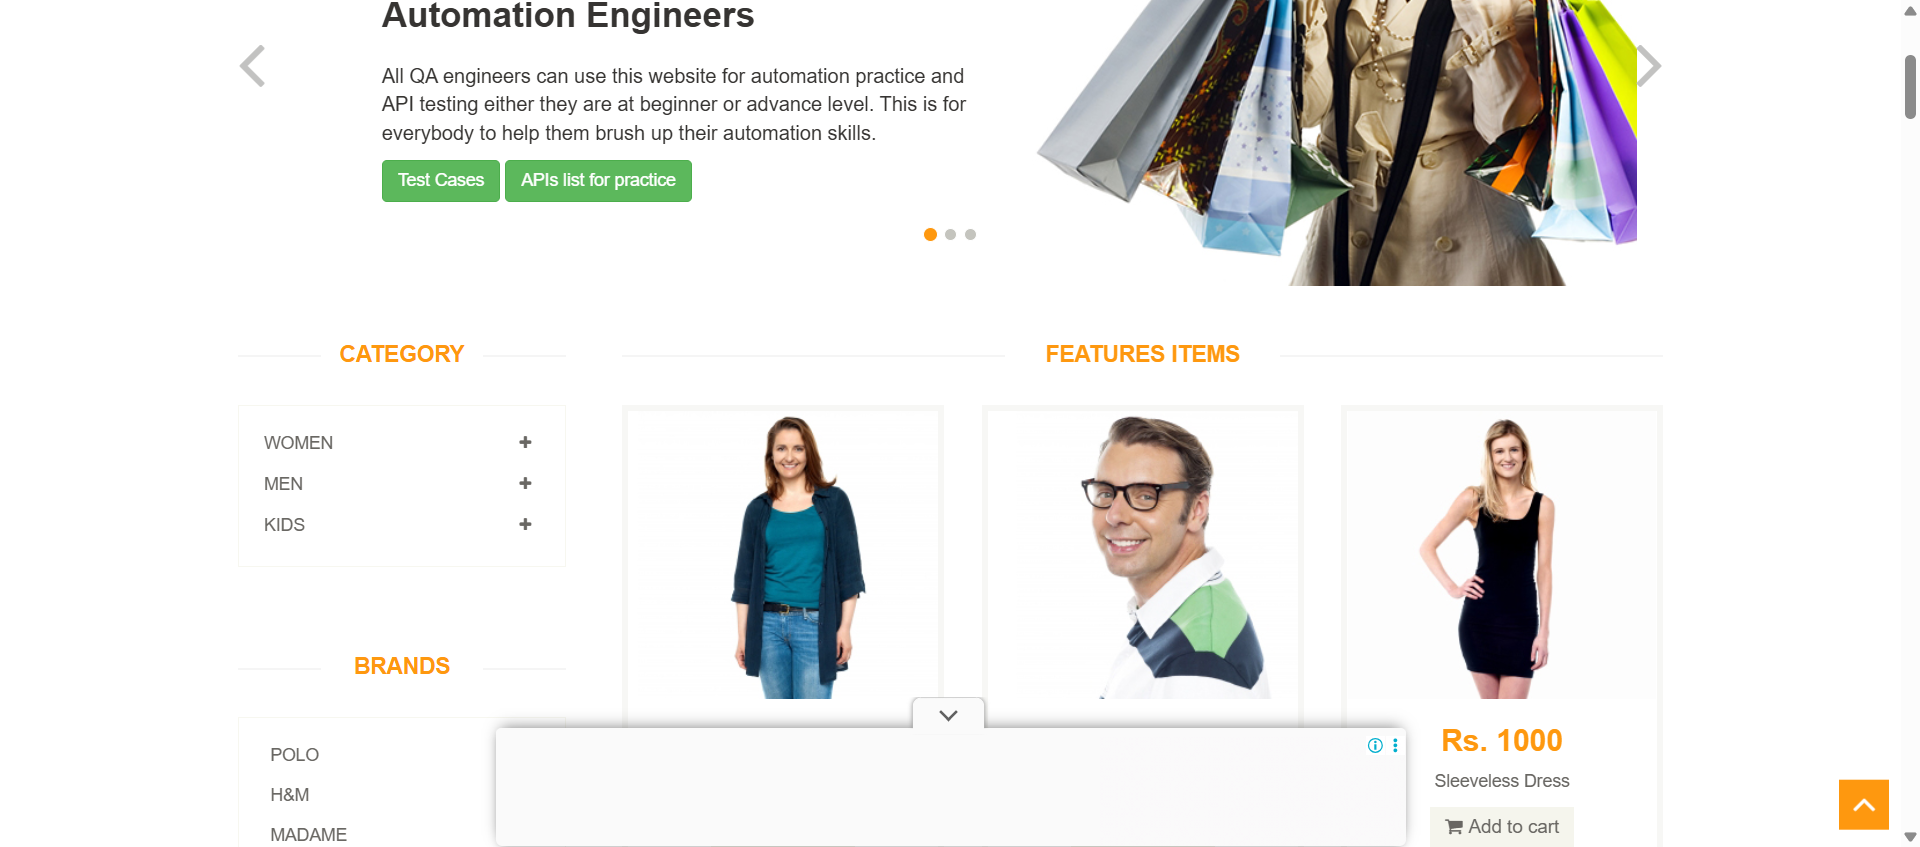 Automation Engineers
All QA engineers can use this website for automation practice and
API testing either they are at beginner or advance level. This is for
everybody to help them brush up their automation skills.
Test Cases
APIs list for practice
CATEGORY
WOMEN
MEN
KIDS
BRANDS
POLO
H&M
MADAME
FEATURES ITEMS
Rs. 1000
Sleeveless Dress
Add to cart